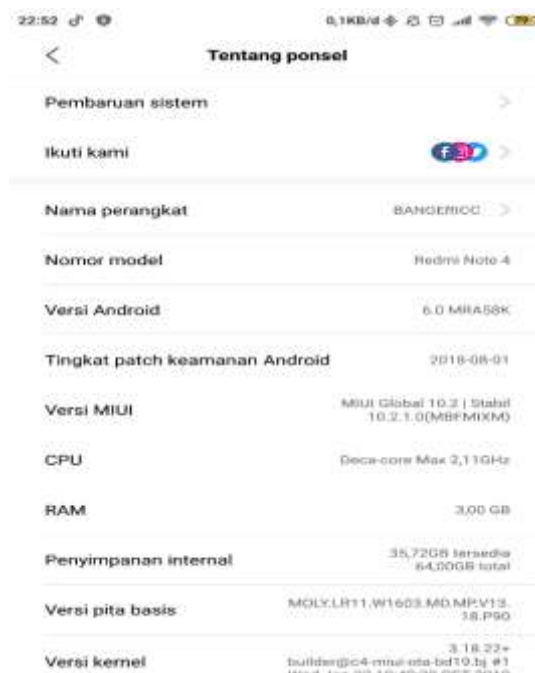 22:52
0,1KB/d
79
Tentang ponsel
Pembaruan sistem
Ikuti kami
Nama perangkat
Nomor model
Redmi Note 4
Versi Android
6.0 MRA58K
Tingkat patch keamanan Android
2018-08-01
Versi MIUI
MIUI Global 10.2 | Stabil
10.2.1.0(MBFMIXM)
CPU
Deca-core Max 2,11GHz
RAM
3,00 GB
Penyimpanan internal
35,72GB tersedia
64,00GB total
Versi pita basis
MOLY.LR11.W1603.MD.MP.V13.
18.P90
Versi kernel
3.18.22+
builder@c4-miui-ota-bd19.bj #1